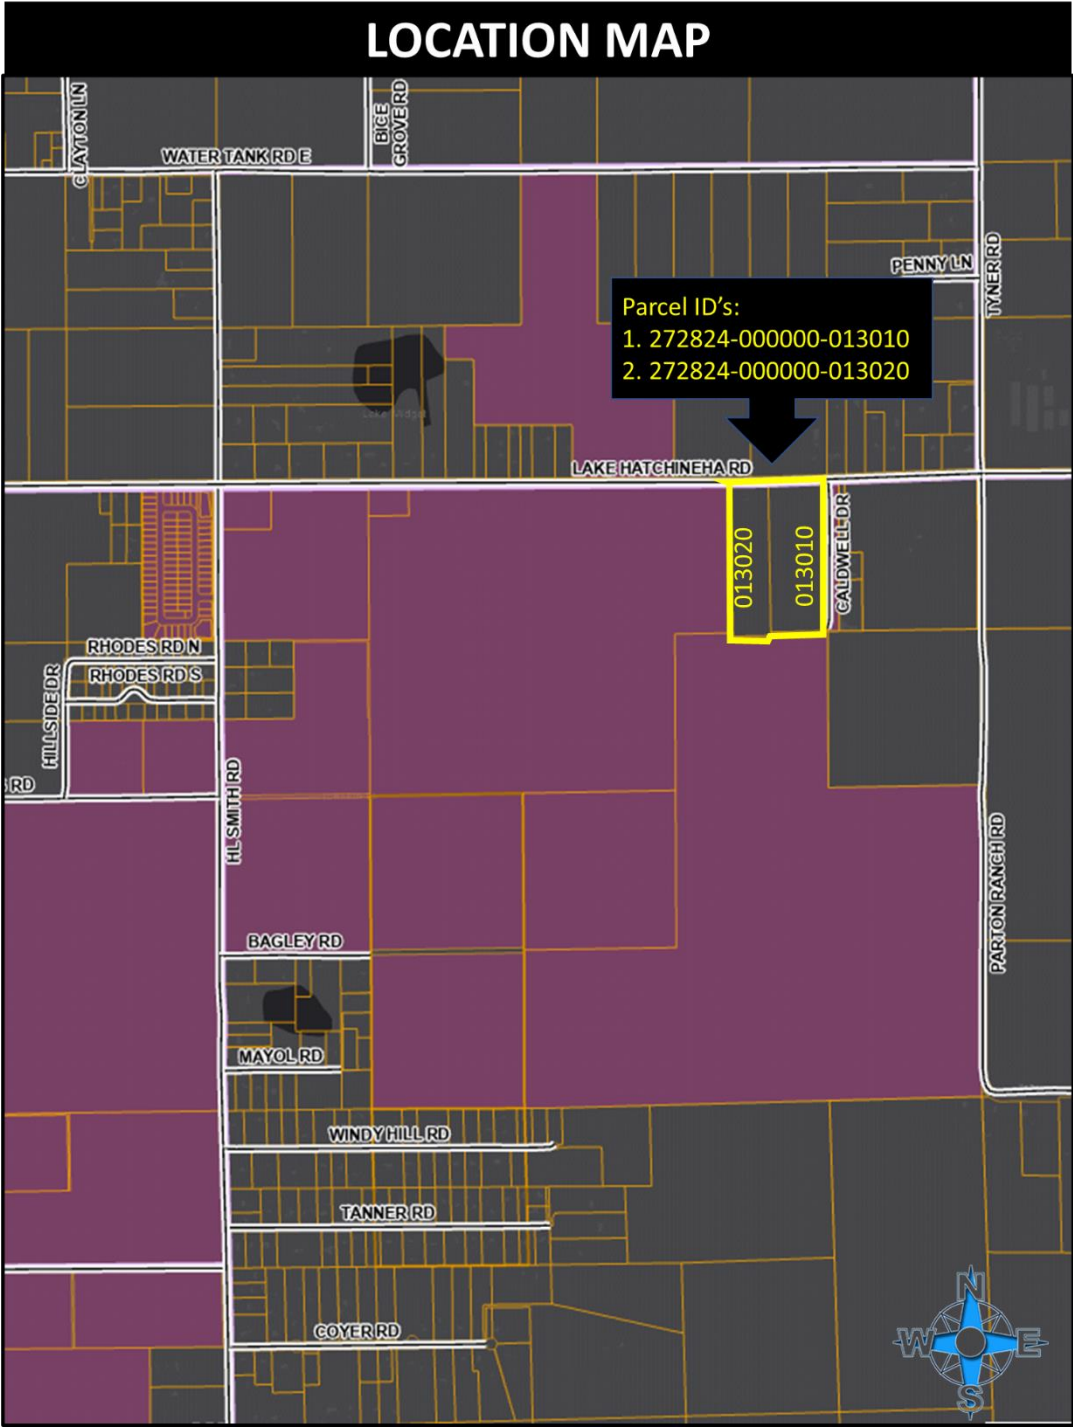 LOCATION MAP
CLAYTON LN
BICE
GROVE RD
WATER TANK RD E
PENNY LN
TYNER RD
Parcel ID's:
1. 272824-000000-013010
2. 272824-000000-013020
LAKE HATCHINEHA RD
013020
013010
CALDWELL DR
RHODES RD N
RHODES RD S
HILLSIDE DR
RD
HL SMITH RD
PARTON RANCH RD
BAGLEY RD
MAYOL RD
WINDY HILL RD
TANNER RD
COYER RD
N
W
E
S